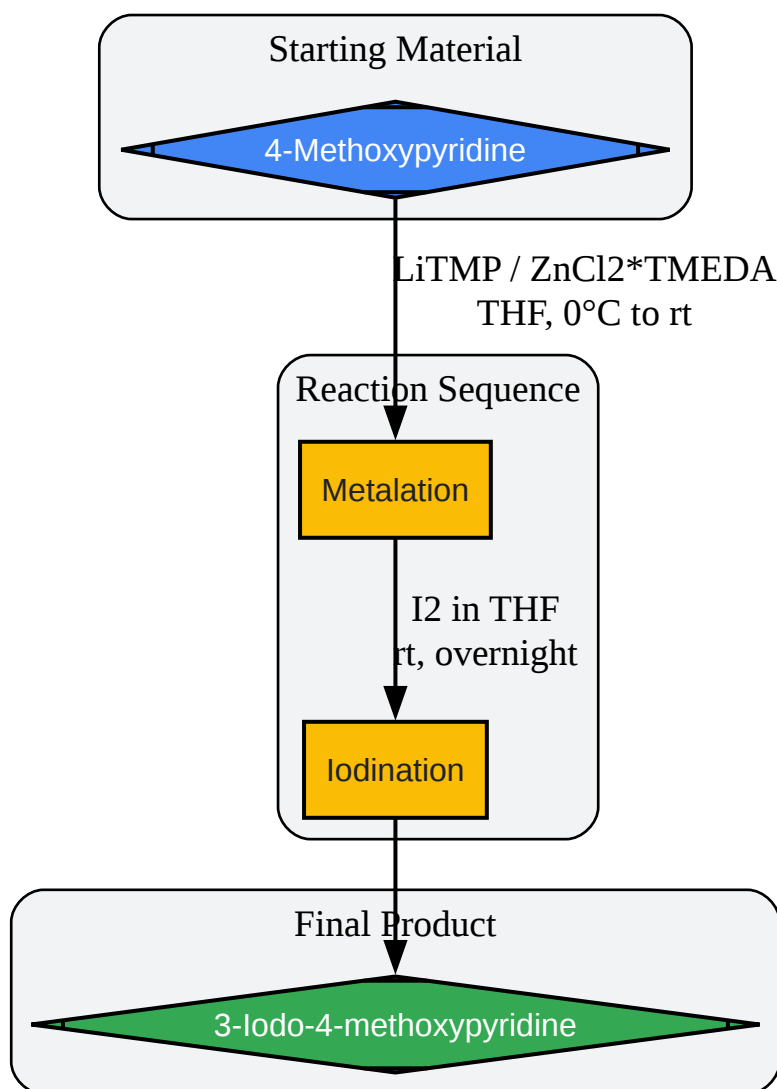 Starting Material
4-Methoxypyridine
LiTMP / ZnCl2*TMEDA
THF, 0°C to rt
Reaction Sequence
Metalation
I2 in THF
rt, overnight
Iodination
Final Product
3-Iodo-4-methoxypyridine